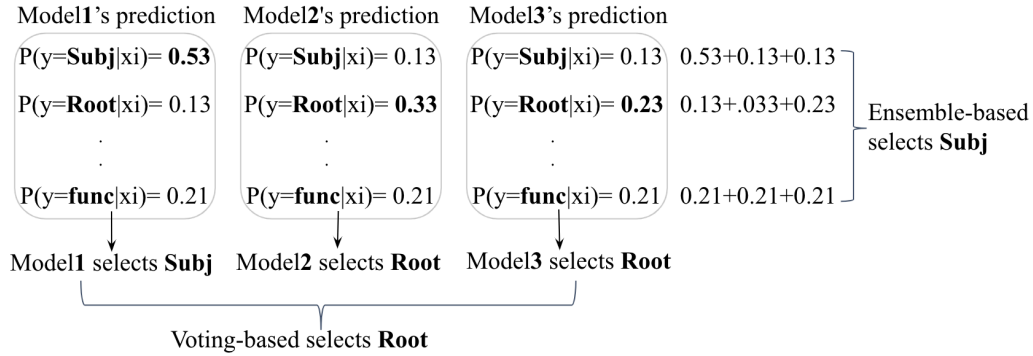 Model1's prediction Model2's prediction Model3's prediction
P(y=Subj|xi)= 0.53 P(y=Subj|xi)= 0.13 P(y=Subj|xi)= 0.13 0.53+0.13+0.13
P(y=Root|xi)= 0.13 P(y=Root|xi)= 0.33 P(y=Root|xi)= 0.23 0.13+.033+0.23
Ensemble-based
selects Subj
. . .
. . .
P(y=func|xi)= 0.21 P(y=func|xi)= 0.21 P(y=func|xi)= 0.21 0.21+0.21+0.21
Model1 selects Subj Model2 selects Root Model3 selects Root
Voting-based selects Root